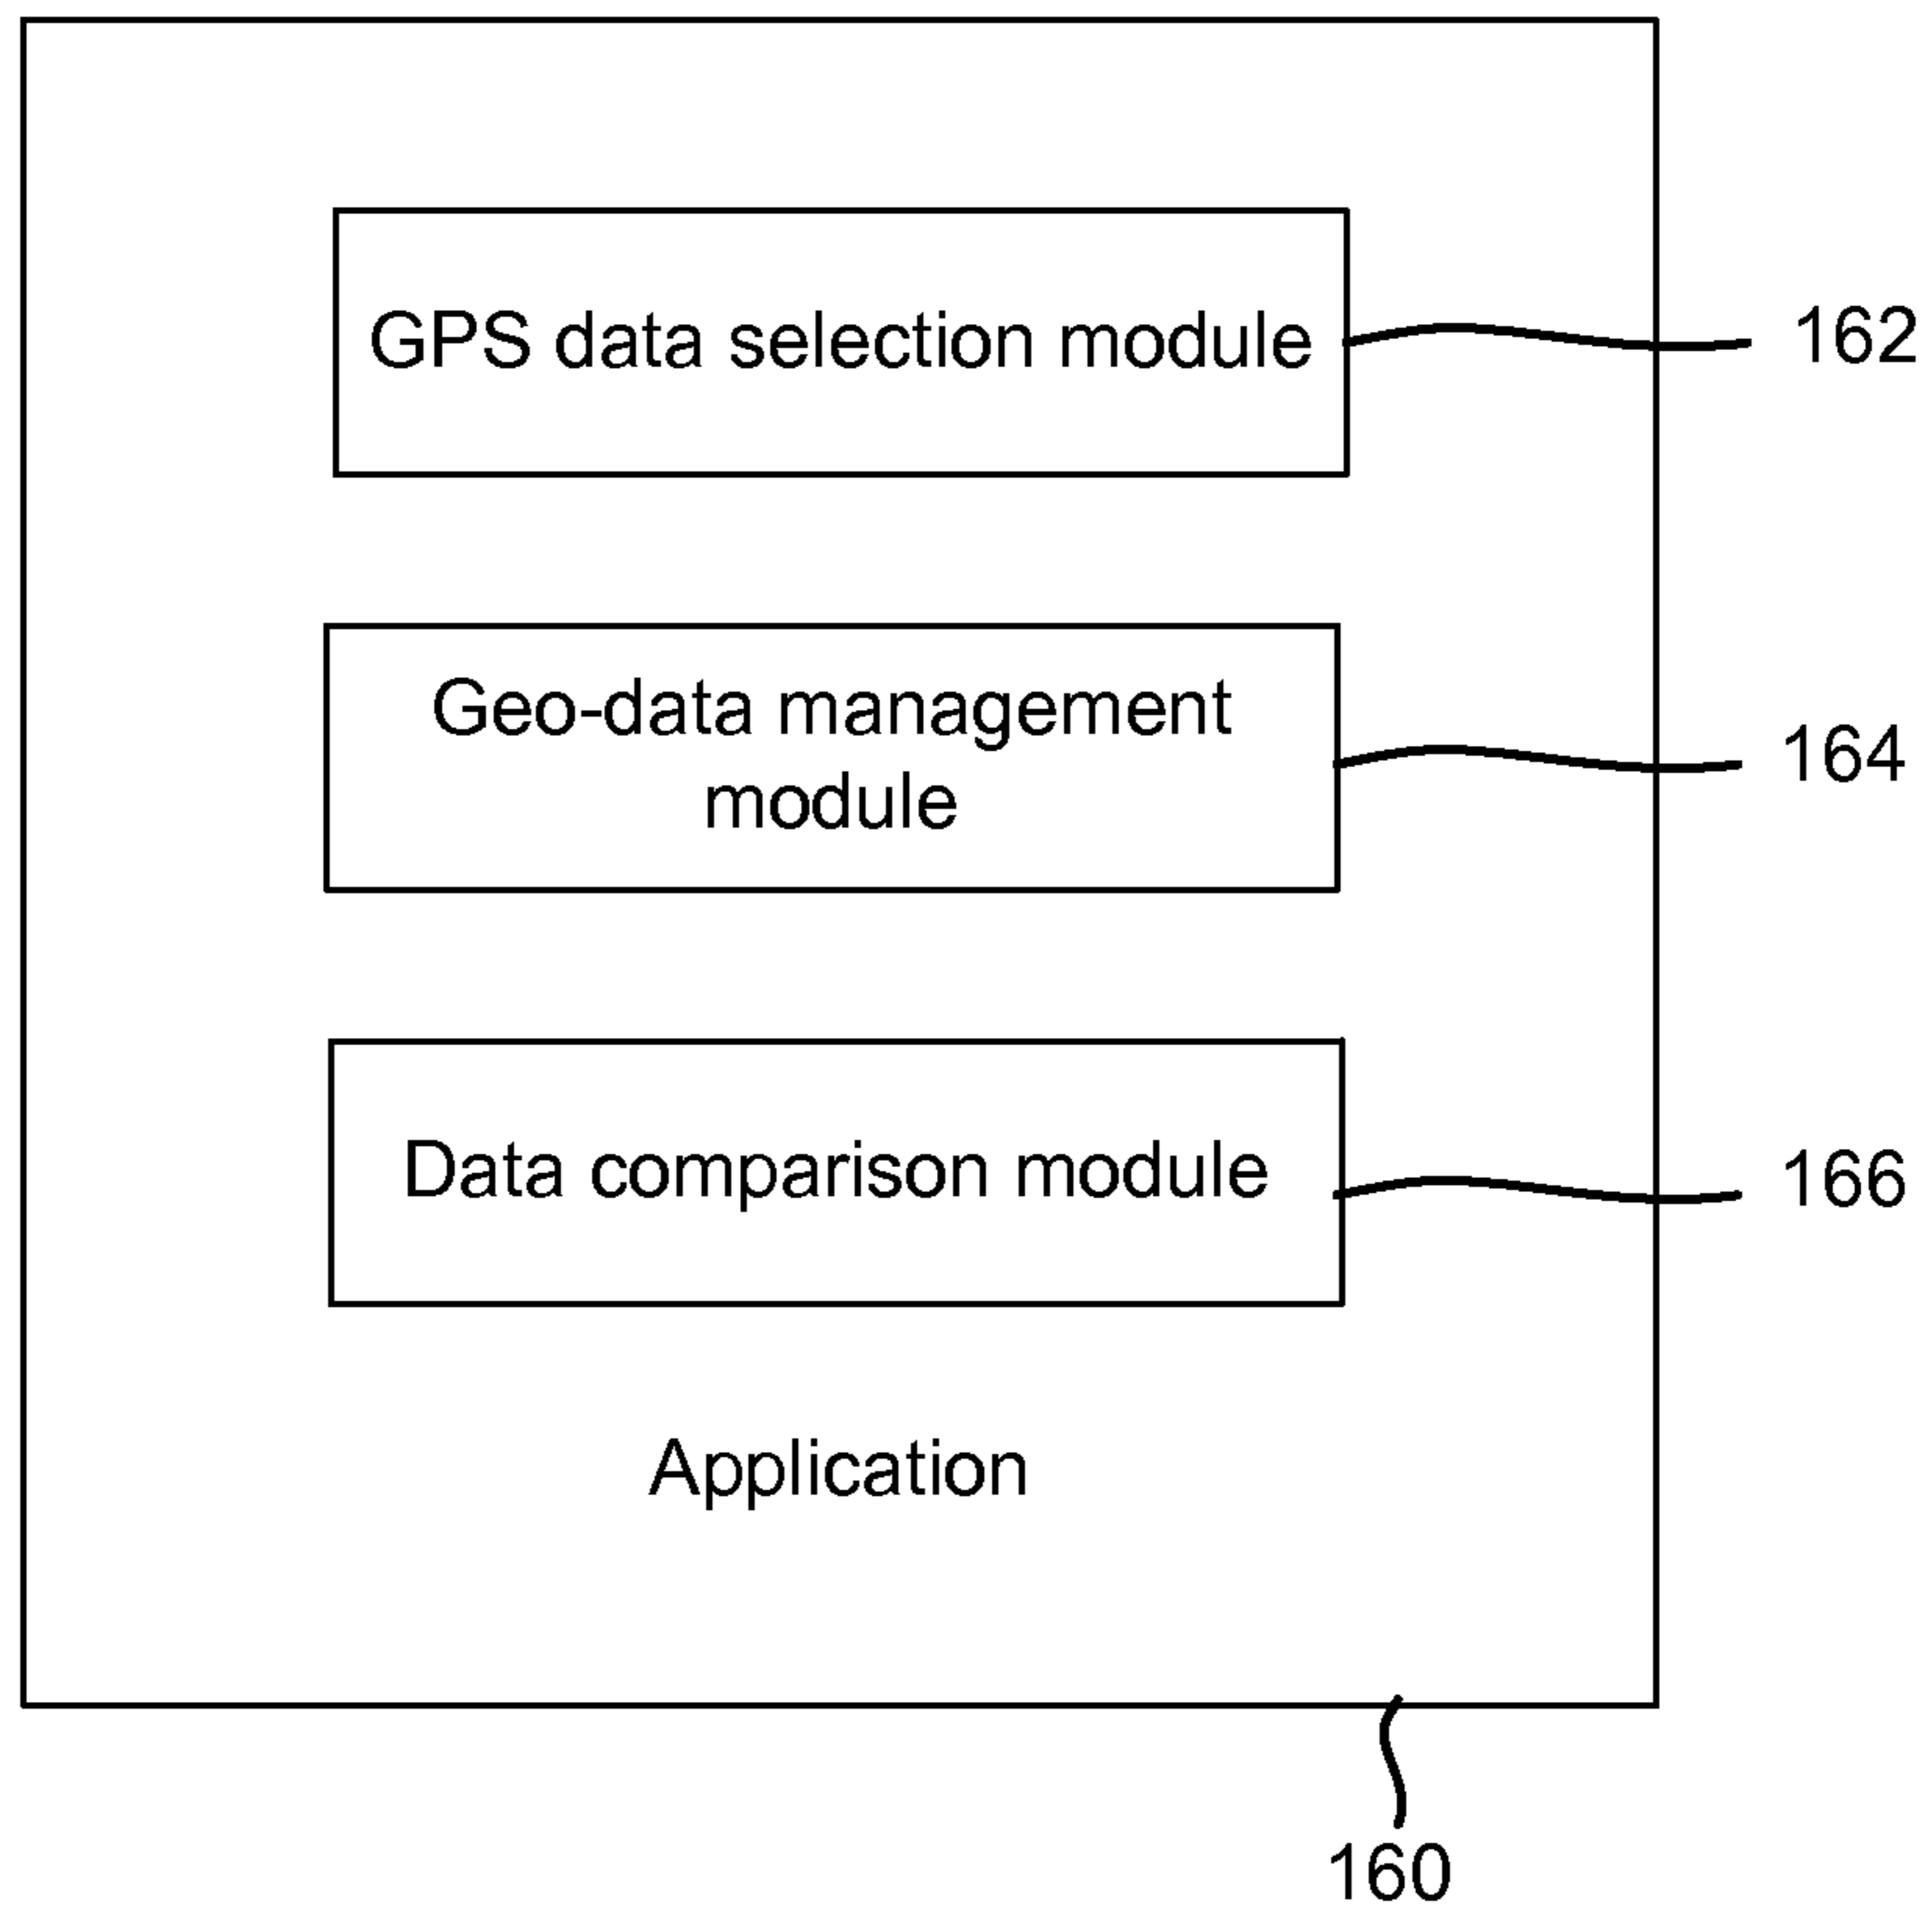 GPS data selection module
162
Geo-data management
module
164
Data comparison module
166
Application
160